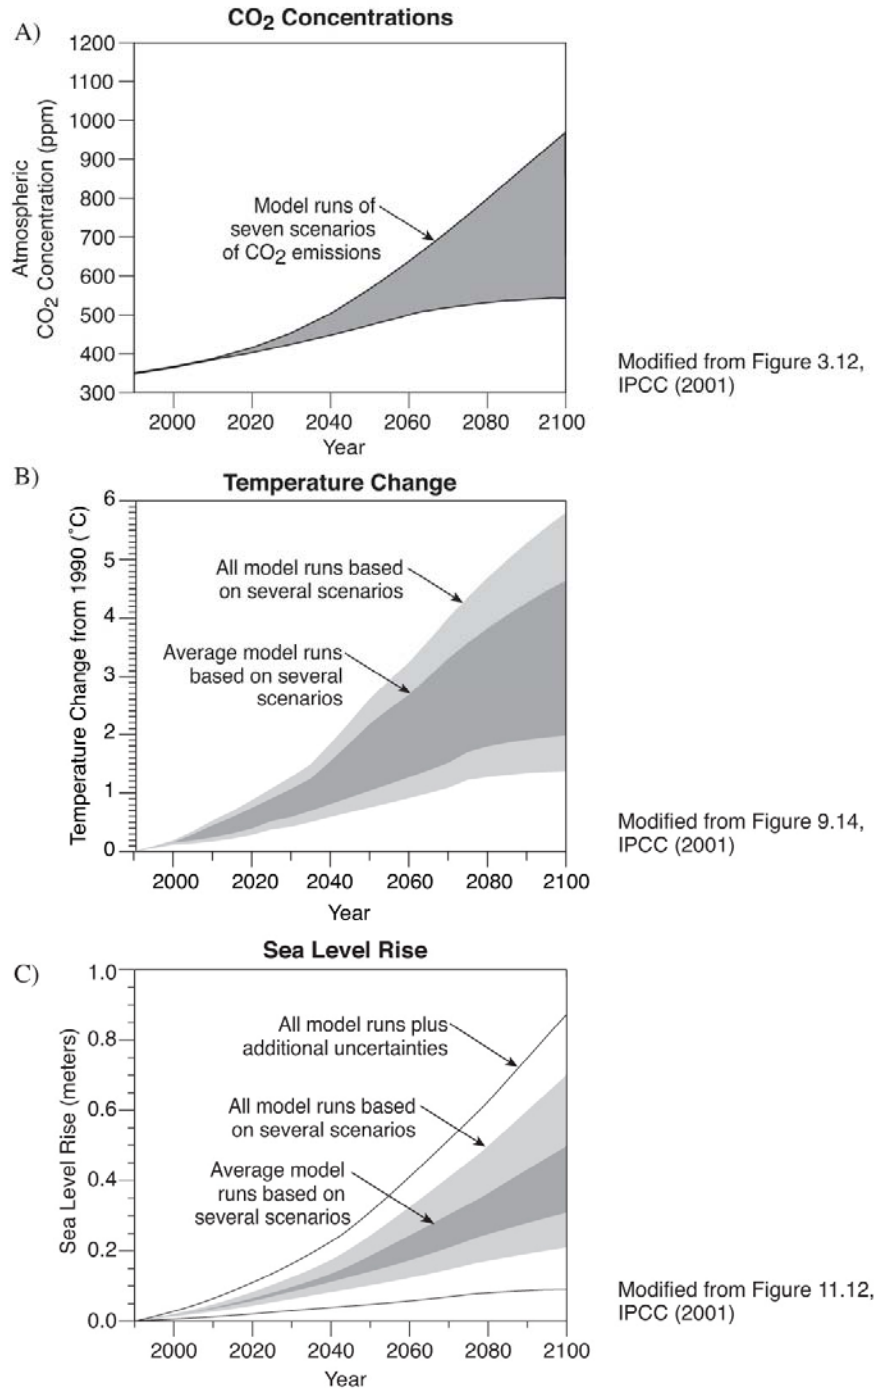 A)
CO2 Concentrations
1200
1100
1000
900
800
700
600
500
400
300
Atmospheric
CO2 Concentration (ppm)
Model runs of
seven scenarios
of CO2 emissions
2000 2020 2040 2060 2080 2100
Year
Modified from Figure 3.12,
IPCC (2001)
B)
Temperature Change
6
5
4
3
2
1
0
Temperature Change from 1990 (˚C)
All model runs based
on several scenarios
Average model runs
based on several
scenarios
2000 2020 2040 2060 2080 2100
Year
Modified from Figure 9.14,
IPCC (2001)
C)
Sea Level Rise
1.0
0.8
0.6
0.4
0.2
0.0
Sea Level Rise (meters)
All model runs plus
additional uncertainties
All model runs based
on several scenarios
Average model
runs based on
several scenarios
2000 2020 2040 2060 2080 2100
Year
Modified from Figure 11.12,
IPCC (2001)